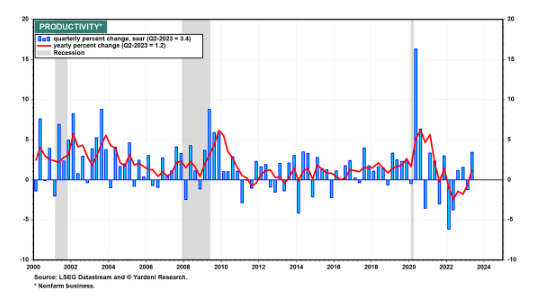 PRODUCTIVITY*
quarterly percent change, saar (Q2-2023 = 3.4)
yearly percent change (Q2-2023 = 1.2)
Recession
20 20
15 15
10 10
5 5
0 0
-5 -5
-10 -10
2000 2002 2004 2006 2008 2010 2012 2014 2016 2018 2020 2022 2024
Source: LSEG Datastream and © Yardeni Research.
* Nonfarm business.